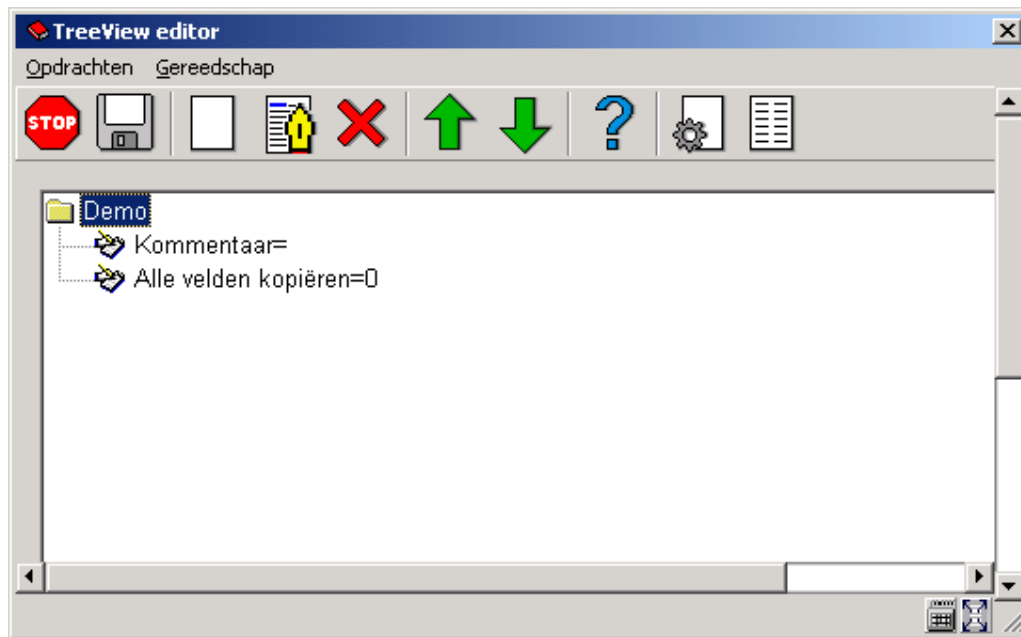 TreeView editor
Opdrachten Gereedschap
STOP
Demo
Kommentaar=
Alle velden kopiëren=0